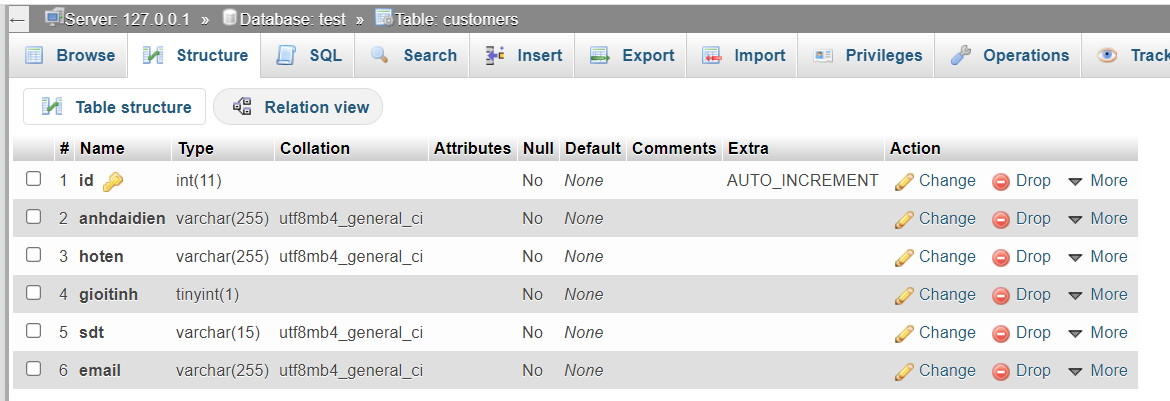 Server: 127.0.0.1 » Database: test » Table: customers
Browse Structure SQL Search Insert Export Import Privileges Operations Track
Table structure Relation view
# Name Type Collation Attributes Null Default Comments Extra Action
1 id int(11) No None AUTO_INCREMENT Change Drop More
2 anhdaidien varchar(255) utf8mb4_general_ci No None Change Drop More
3 hoten varchar(255) utf8mb4_general_ci No None Change Drop More
4 gioitinh tinyint(1) No None Change Drop More
5 sdt varchar(15) utf8mb4_general_ci No None Change Drop More
6 email varchar(255) utf8mb4_general_ci No None Change Drop More